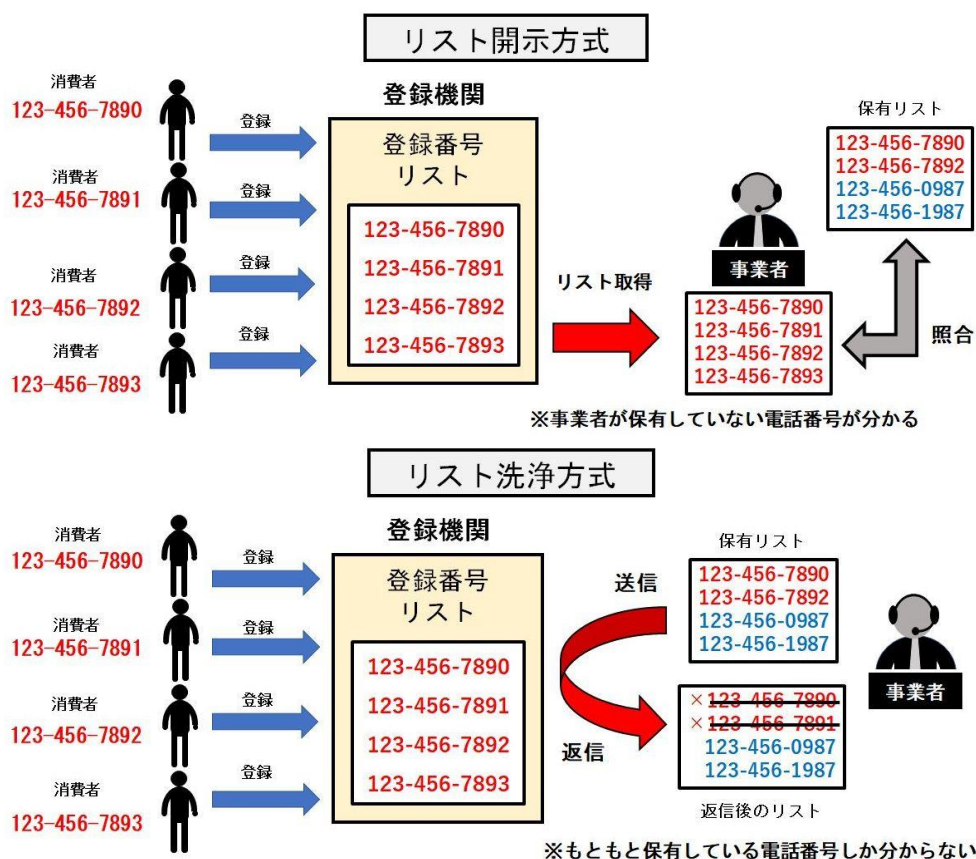 リスト開示方式
消費者
123-456-7890
登録
消費者
123-456-7891
登録
消費者
123-456-7892
登録
消費者
123-456-7893
登録
登録機関
登録番号
リスト
123-456-7890
123-456-7891
123-456-7892
123-456-7893
リスト取得
事業者
123-456-7890
123-456-7891
123-456-7892
123-456-7893
保有リスト
123-456-7890
123-456-7892
123-456-0987
123-456-1987
照合
※事業者が保有していない電話番号が分かる
リスト洗浄方式
消費者
123-456-7890
登録
消費者
123-456-7891
登録
消費者
123-456-7892
登録
消費者
123-456-7893
登録
登録機関
登録番号
リスト
123-456-7890
123-456-7891
123-456-7892
123-456-7893
送信
返信
保有リスト
123-456-7890
123-456-7892
123-456-0987
123-456-1987
事業者
×123-456-7890
×123-456-7891
123-456-0987
123-456-1987
返信後のリスト
※もともと保有している電話番号しか分からない